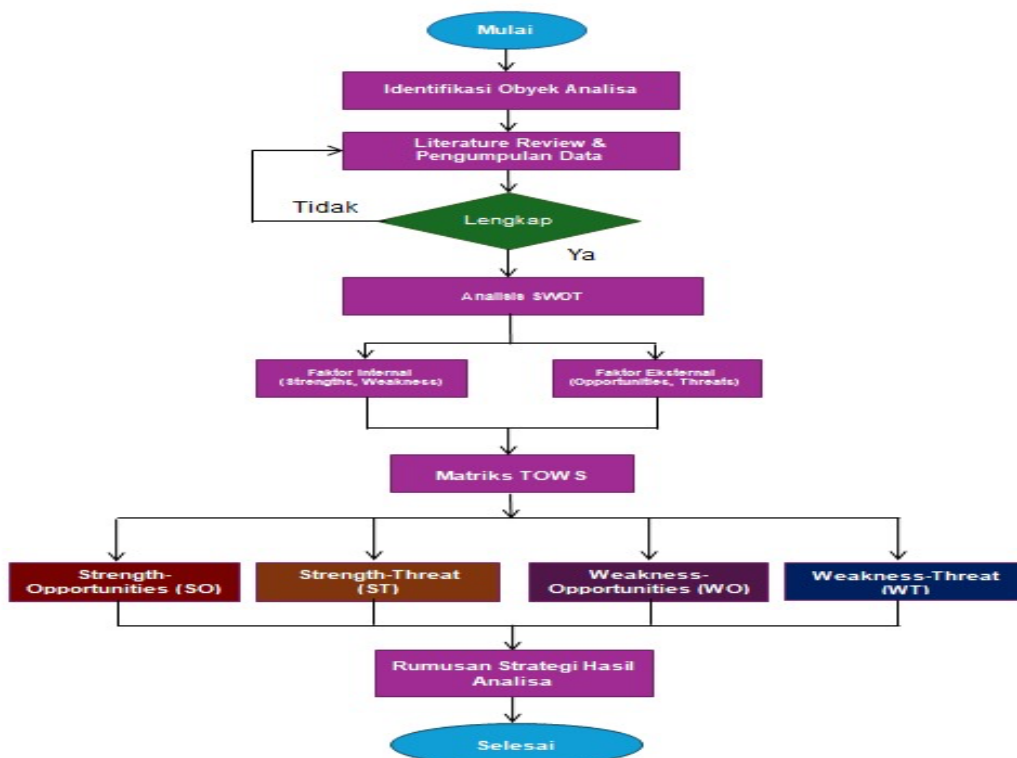 Mulai
Identifikasi Obyek Analisa
Literature Review &
Pengumpulan Data
Tidak
Lengkap
Ya
Analisis SWOT
Faktor Internal
(Strengths, Weakness)
Faktor Eksternal
(Opportunities, Threats)
Matriks TOWS
Strength-
Opportunities (SO)
Strength-Threat
(ST)
Weakness-
Opportunities (WO)
Weakness-Threat
(WT)
Rumusan Strategi Hasil
Analisa
Selesai